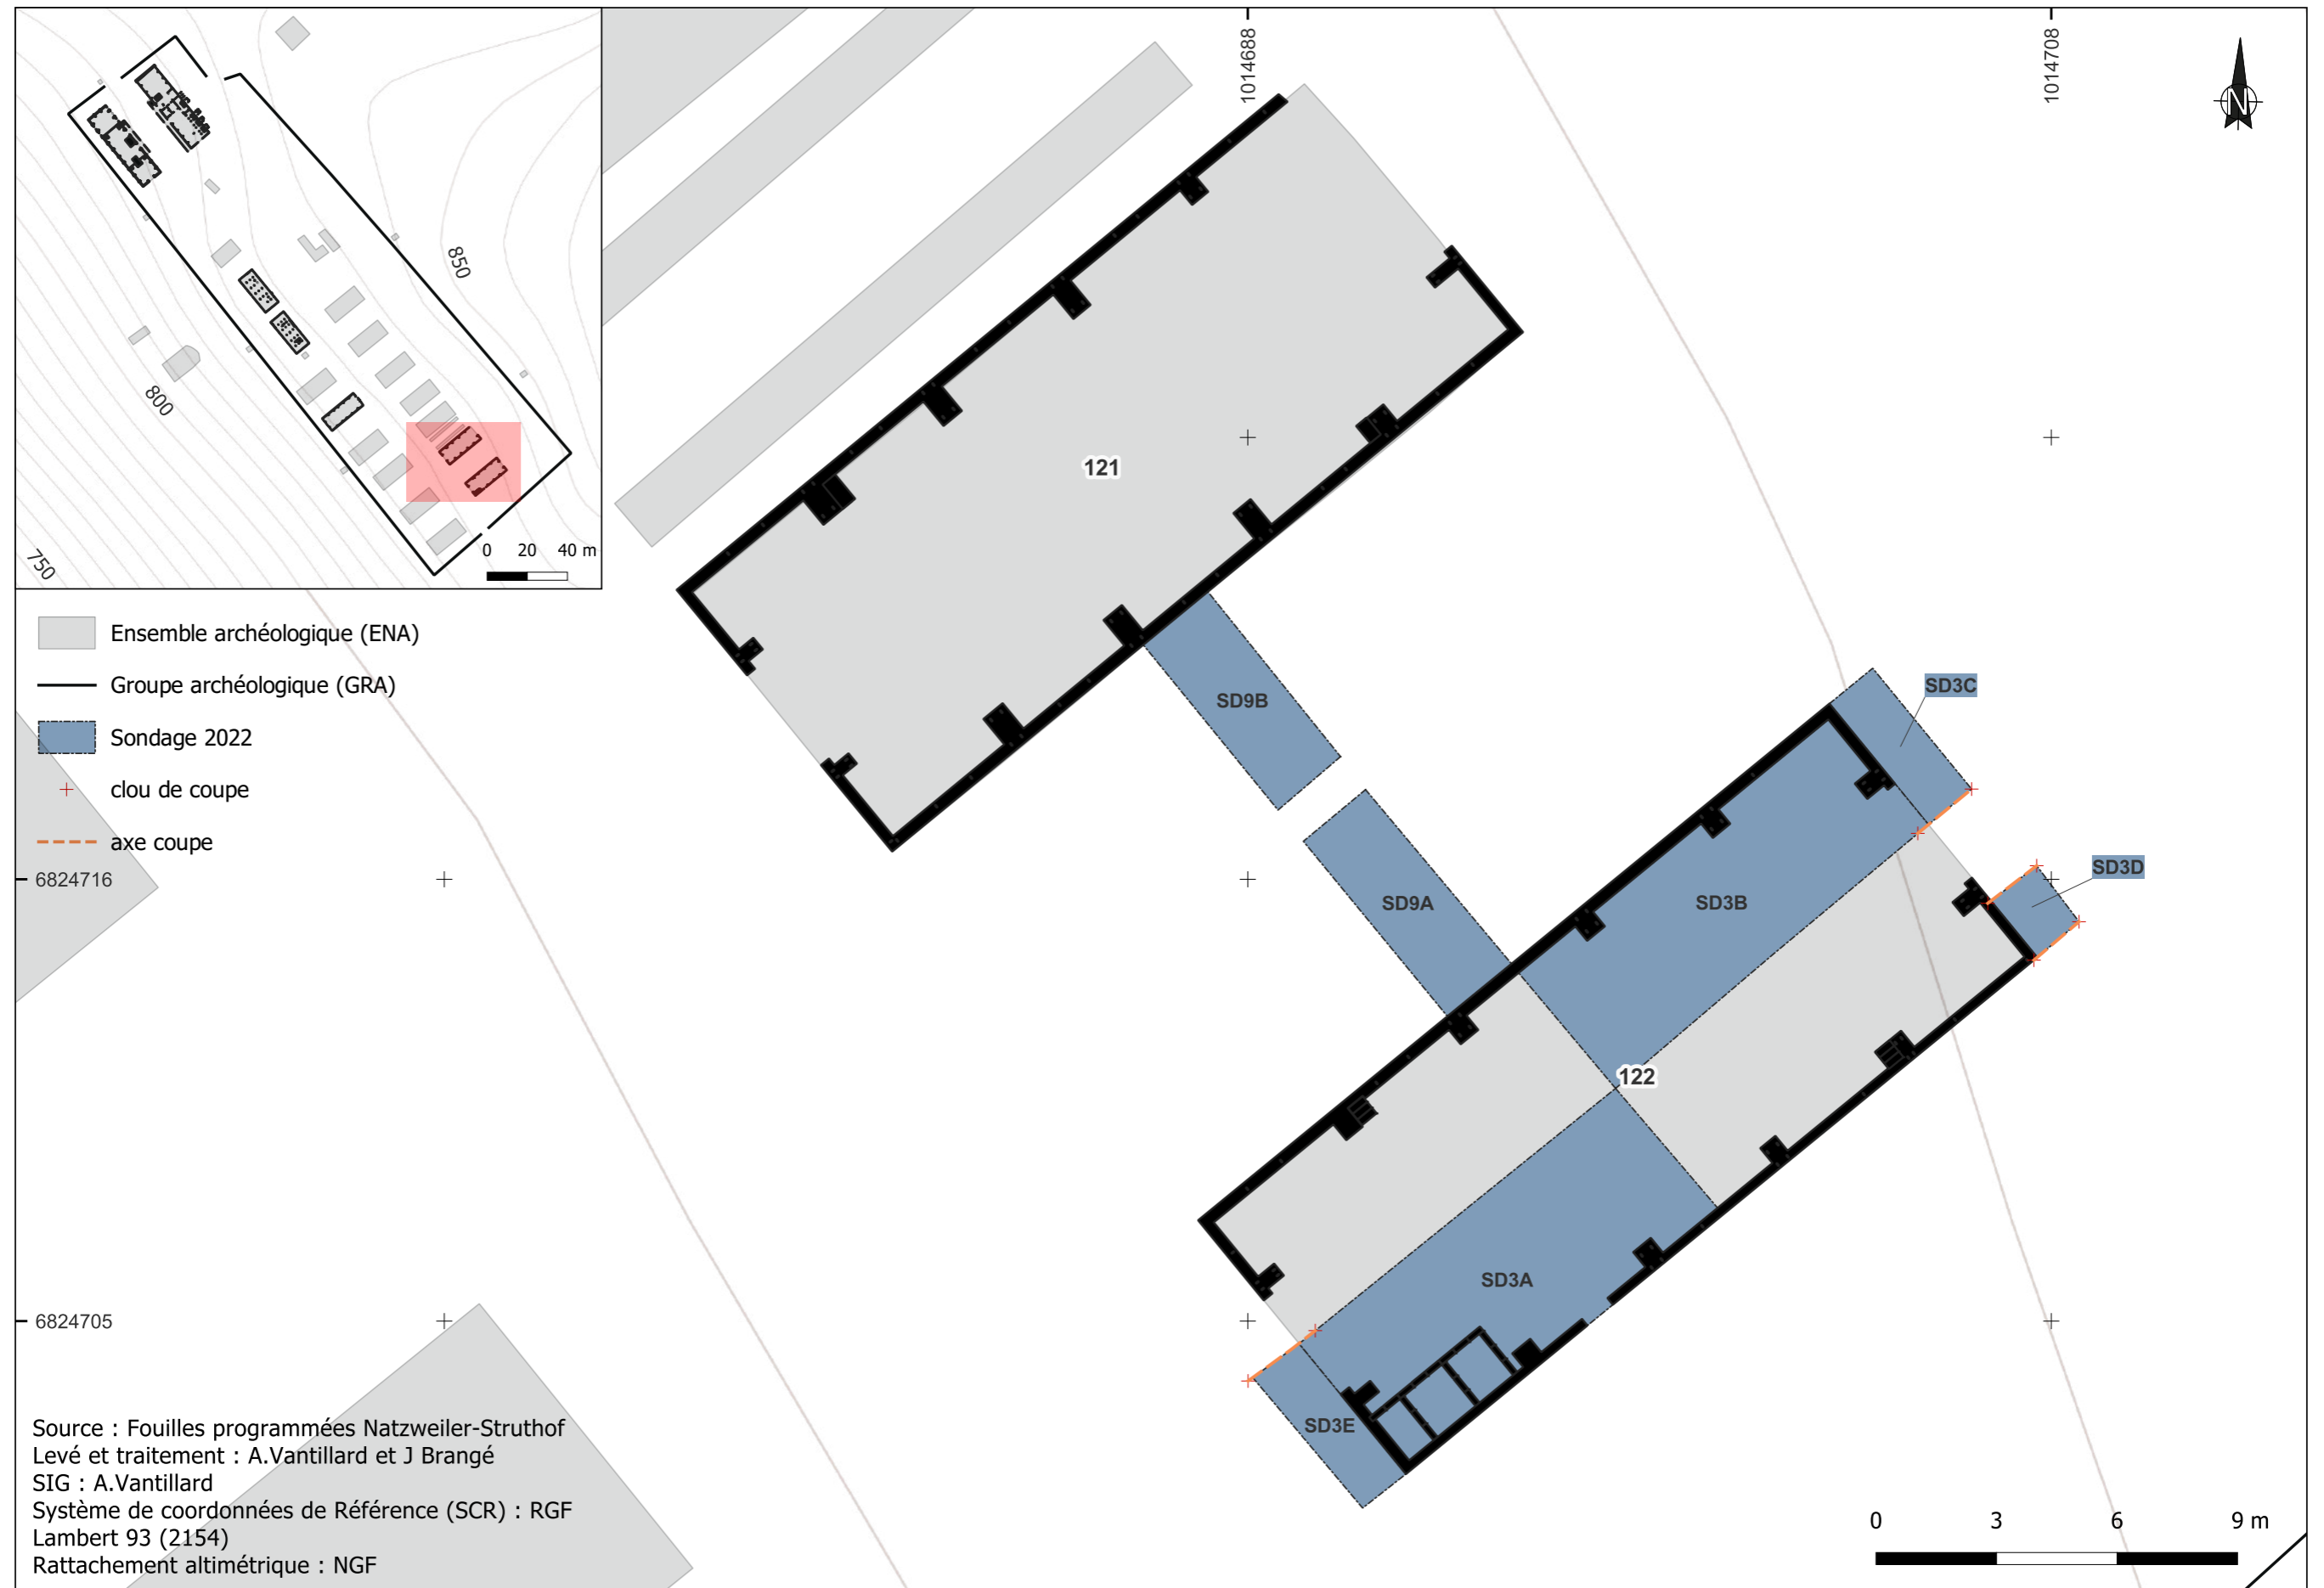 1014688
1014708
N
850
800
750
0 20 40 m
Ensemble archéologique (ENA)
Groupe archéologique (GRA)
Sondage 2022
clou de coupe
axe coupe
121
SD9B
SD3C
SD3D
6824716
SD9A
SD3B
122
SD3A
6824705
SD3E
Source : Fouilles programmées Natzweiler-Struthof
Levé et traitement : A.Vantillard et J Brangé
SIG : A.Vantillard
Système de coordonnées de Référence (SCR) : RGF
Lambert 93 (2154)
Rattachement altimétrique : NGF
0 3 6 9 m